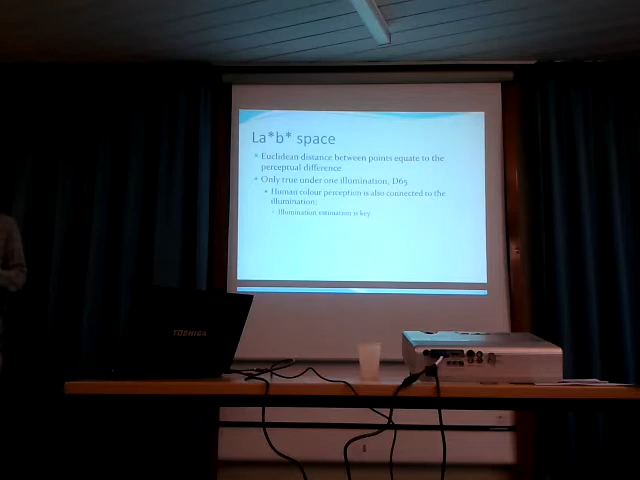 La*b* space
Euclidean distance between points equate to the
perceptual difference
Only true under one illumination, D65
Human colour perception is also connected to the
illumination;
Illumination estimation is key
TOSHIBA